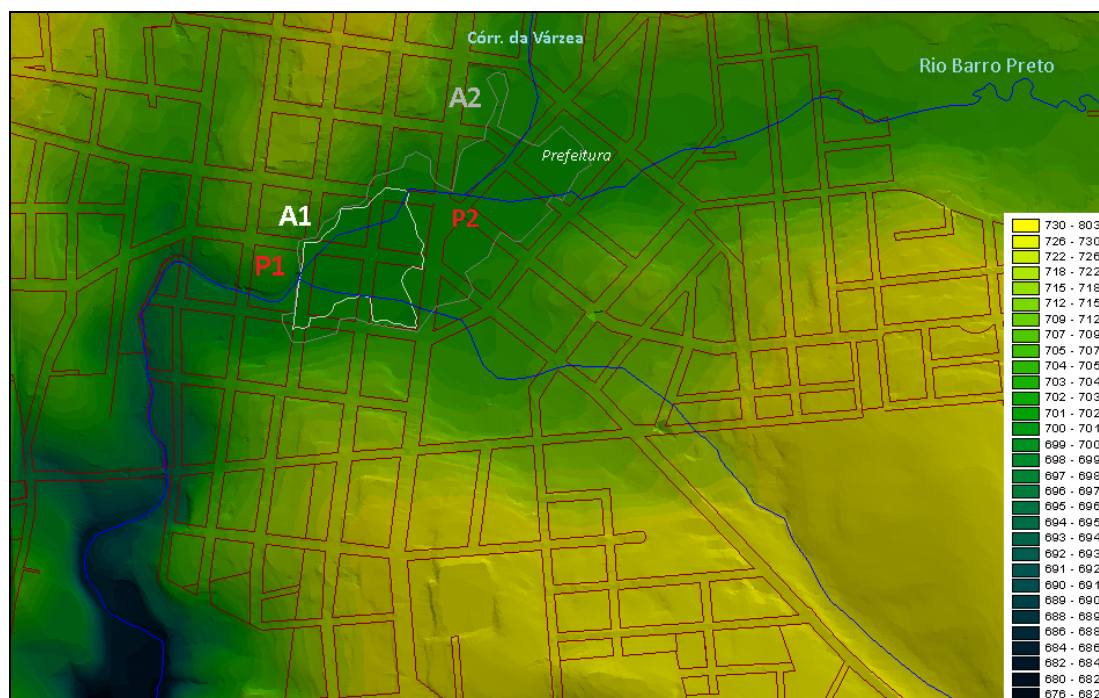 Córr. da Várzea
Rio Barro Preto
A2
Prefeitura
A1
P2
P1
730 - 803
726 - 730
722 - 726
718 - 722
715 - 718
712 - 715
709 - 712
707 - 709
705 - 707
704 - 705
703 - 704
702 - 703
701 - 702
700 - 701
699 - 700
698 - 699
697 - 698
696 - 697
695 - 696
694 - 695
693 - 694
692 - 693
691 - 692
690 - 691
689 - 690
688 - 689
686 - 688
684 - 686
682 - 684
680 - 682
676 - 682